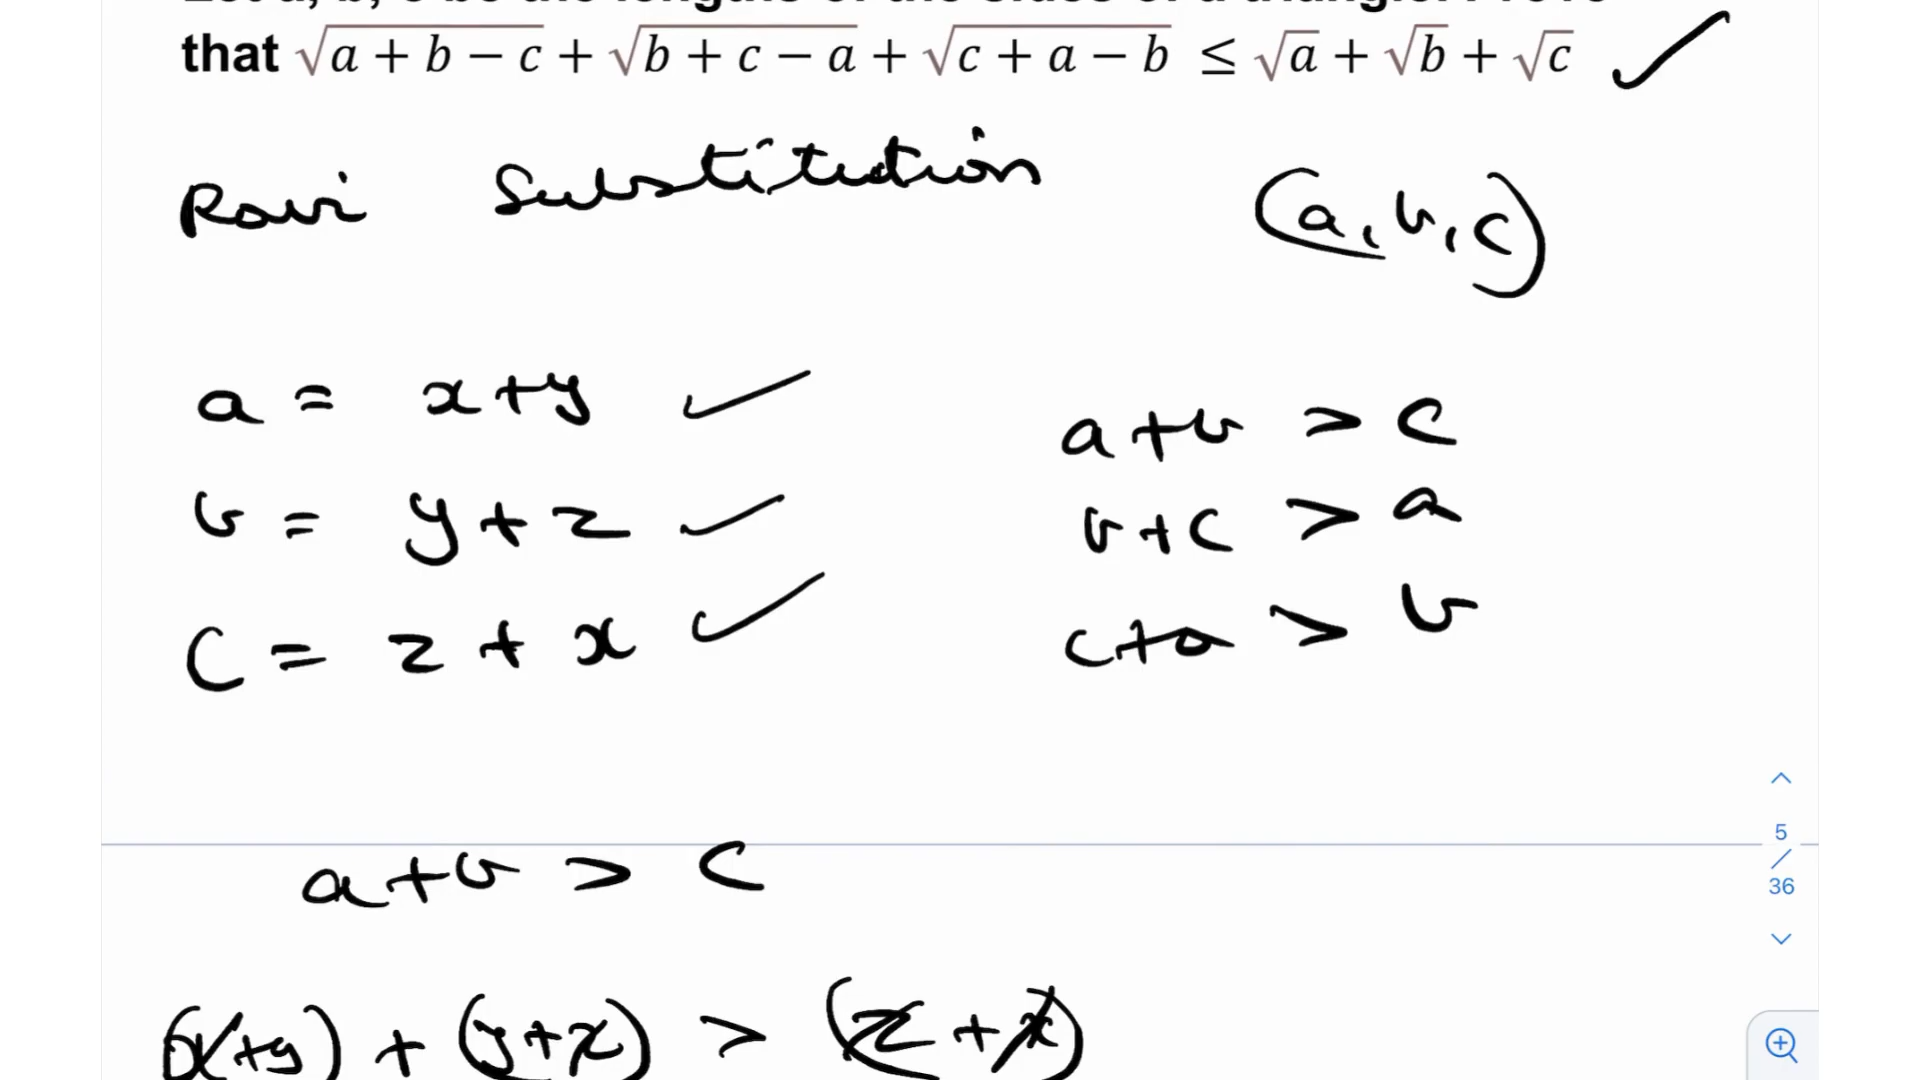 that √a + b − c + √b + c − a + √c + a − b ≤ √a + √b + √c
Ravi Substitution
(a, b, c)
a = x+y
b = y+z
c = z+x
a+b > c
b+c > a
c+a > b
a+b > c
(x+y) + (y+z) > (z+x)
5
/
36